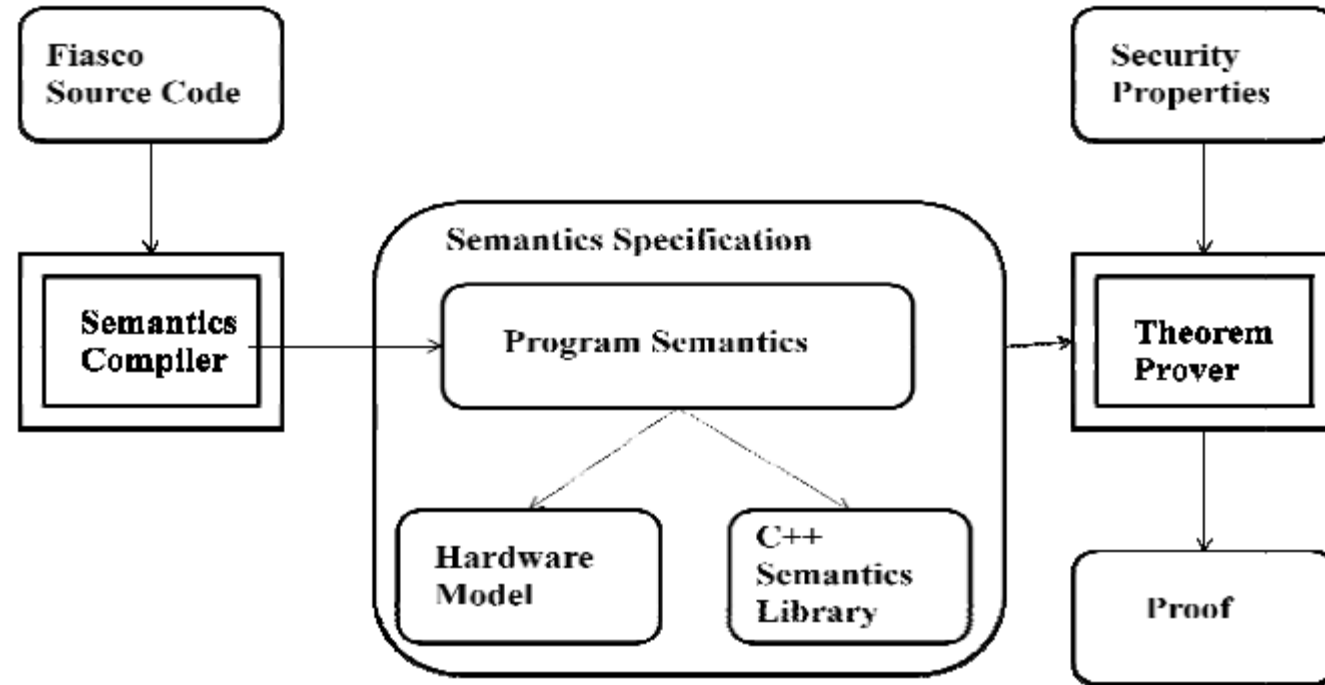 Fiasco
Source Code
Security
Properties
Semantics Specification
Semantics
Compiler
Program Semantics
Theorem
Prover
Hardware
Model
C++
Semantics
Library
Proof